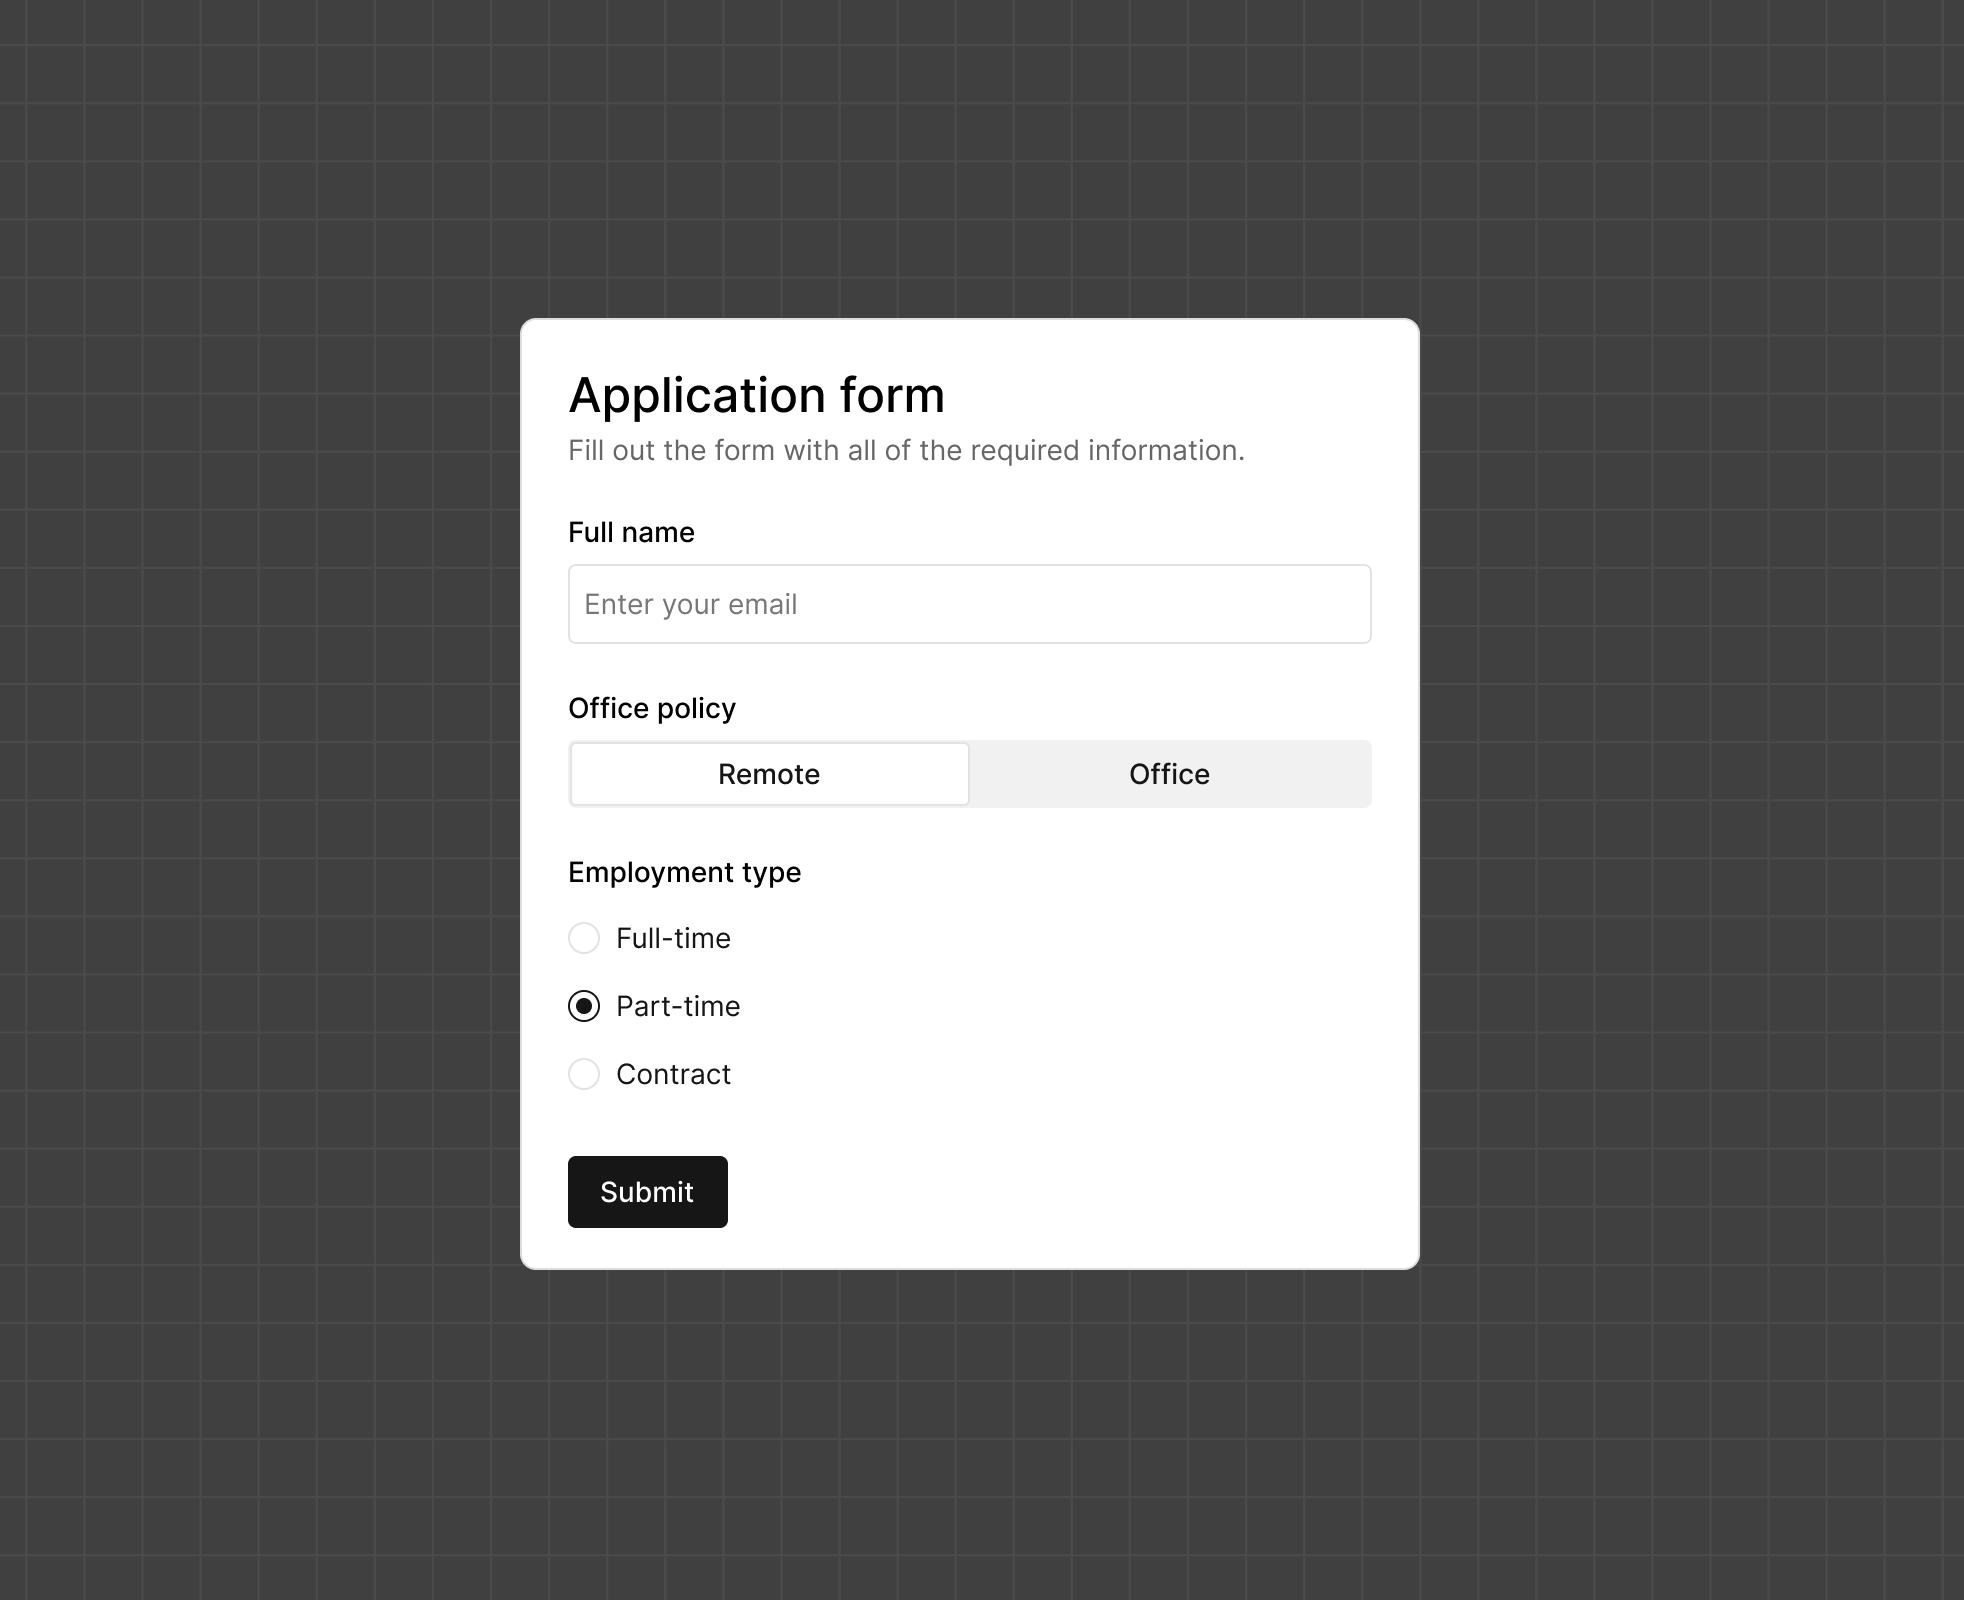 Application form
Fill out the form with all of the required information.
Full name
Enter your email
Office policy
Remote Office
Employment type
Full-time
Part-time
Contract
Submit